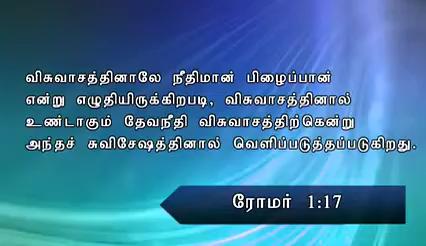 விசுவாசத்தினாலே நீதிமான் பிழைப்பான்
என்று எழுதியிருக்கிறபடி, விசுவாசத்தினால்
உண்டாகும் தேவநீதி விசுவாசத்திற்கென்று
அந்தச் சுவிசேஷத்தினால் வெளிப்படுத்தப்படுகிறது.
ரோமர் 1:17